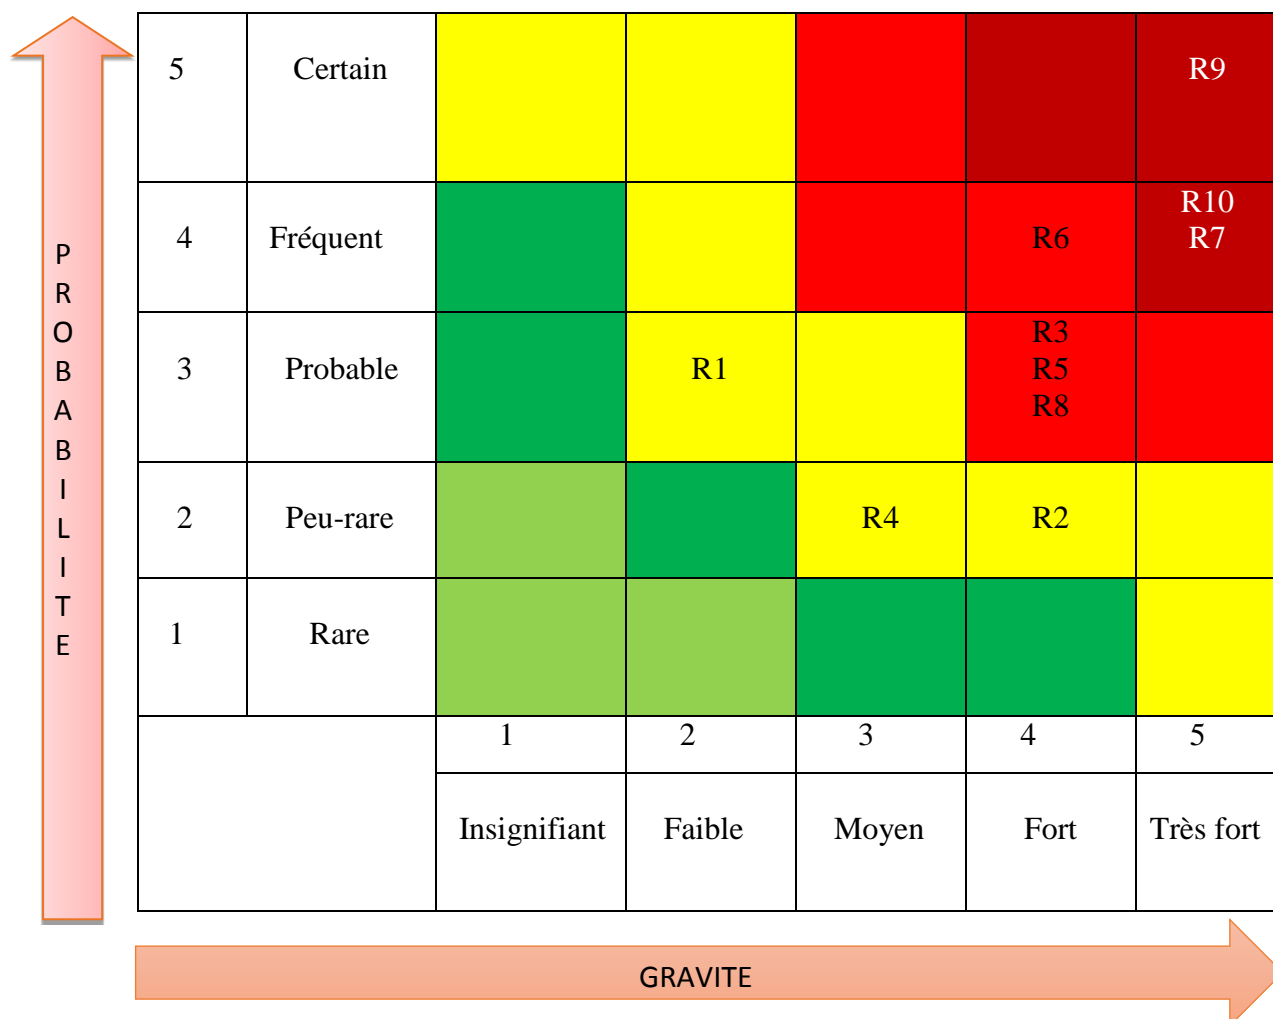 PROBABILITE
5 Certain R9
4 Fréquent R6 R10
R7
3 Probable R1 R3
R5
R8
2 Peu-rare R4 R2
1 Rare
1 2 3 4 5
Insignifiant Faible Moyen Fort Très fort
GRAVITE